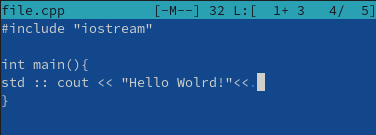 file.cpp [-M--] 32 L:[ 1+ 3 4/ 5]
#include "iostream"
int main(){
std :: cout << "Hello Wolrd!"<<.
}